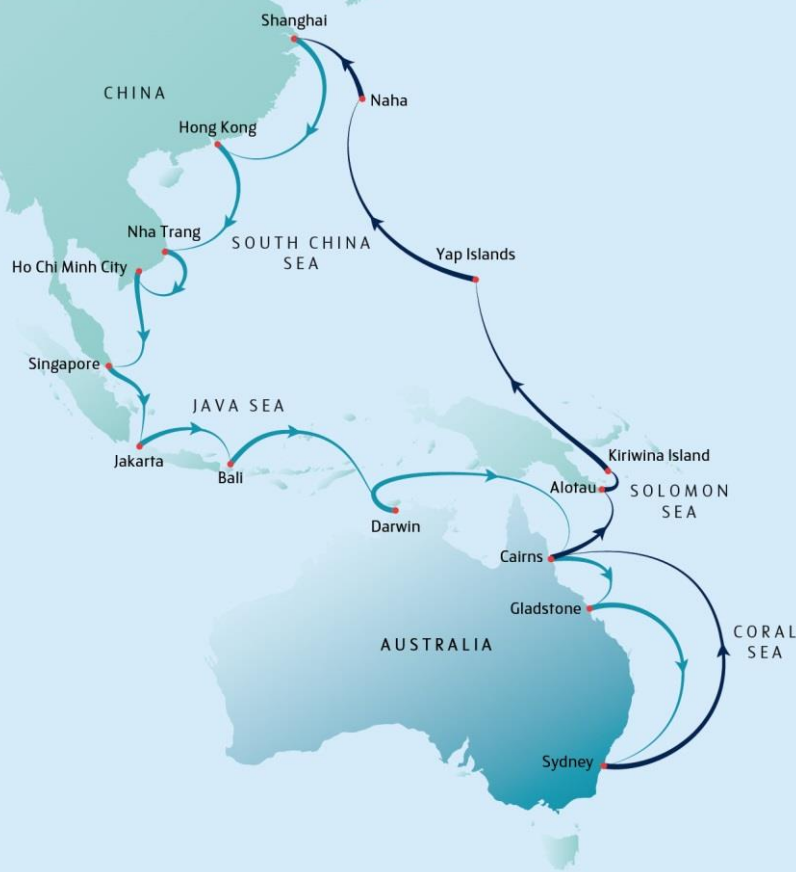 Shanghai
CHINA
Naha
Hong Kong
Nha Trang
SOUTH CHINA
SEA
Yap Islands
Ho Chi Minh City
Singapore
JAVA SEA
Jakarta
Bali
Kiriwina Island
Alotau
SOLOMON
SEA
Darwin
Cairns
Gladstone
AUSTRALIA
CORAL
SEA
Sydney